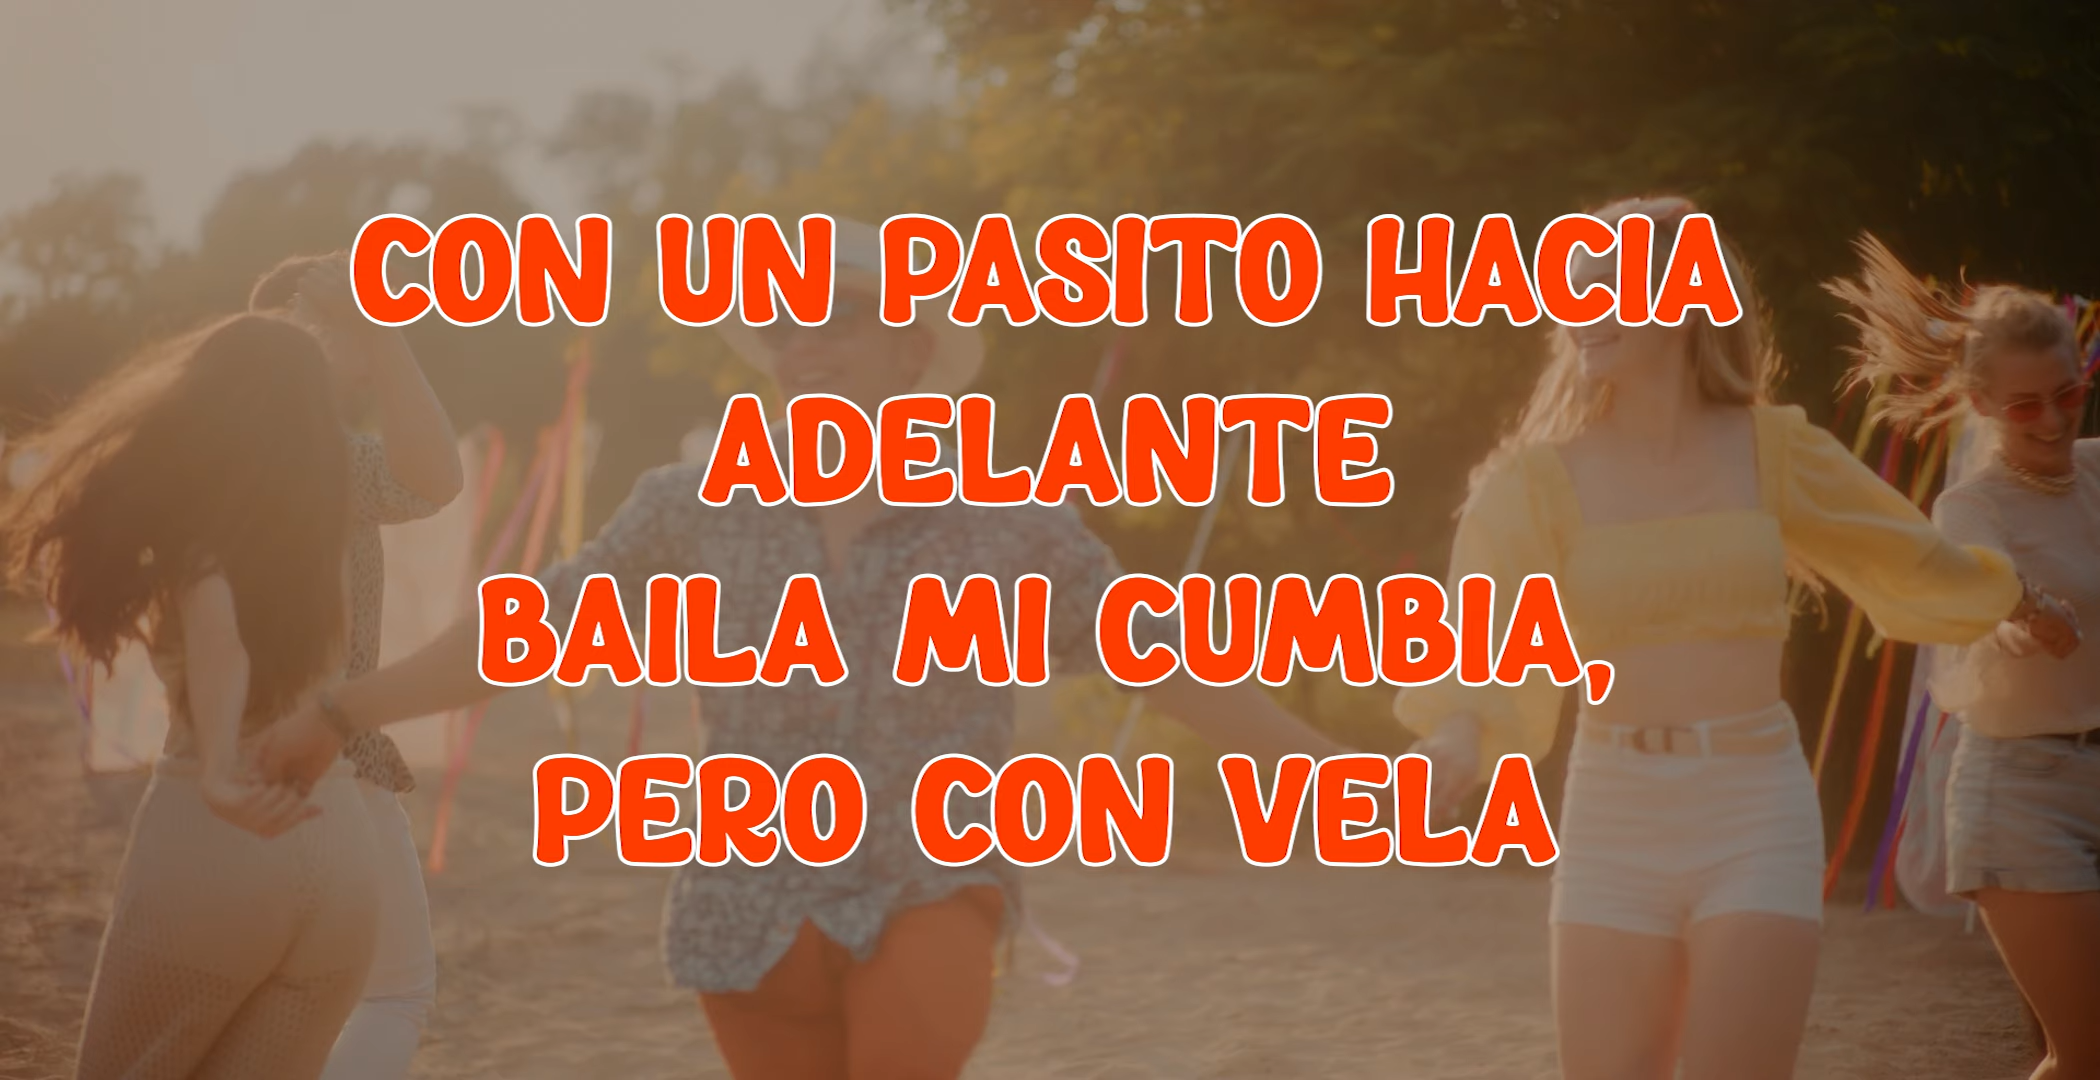 CON UN PASITO HACIA
ADELANTE
BAILA MI CUMBIA,
PERO CON VELA